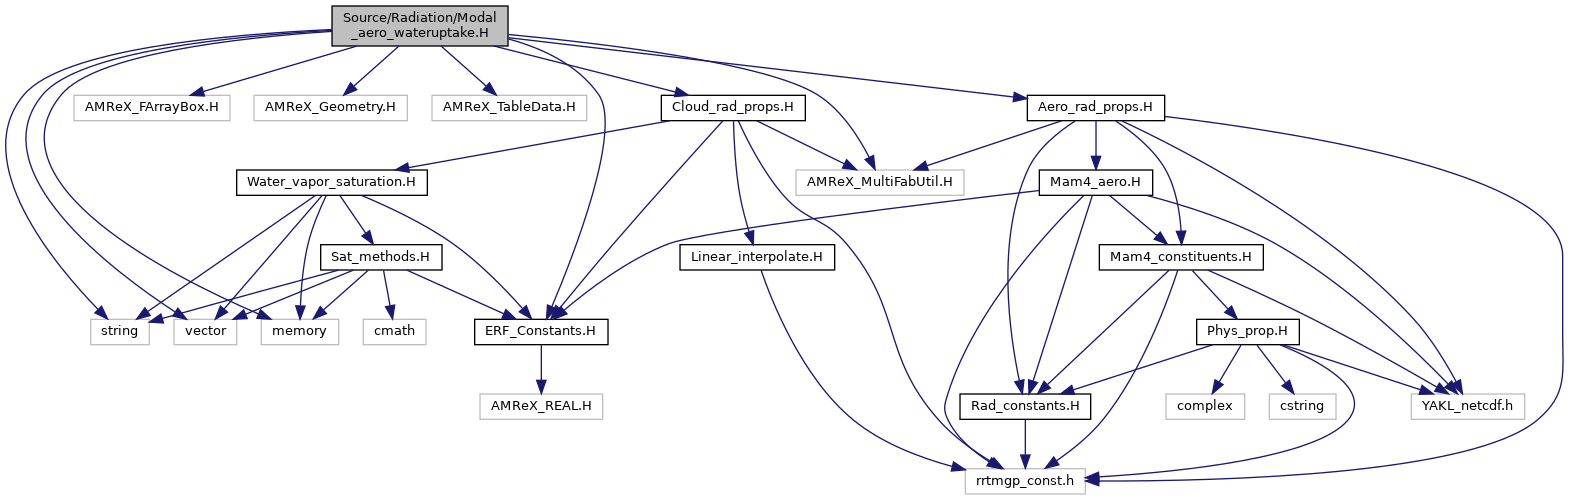 Source/Radiation/Modal
_aero_wateruptake.H
AMReX_FArrayBox.H
AMReX_Geometry.H
AMReX_TableData.H
Cloud_rad_props.H
Aero_rad_props.H
Water_vapor_saturation.H
AMReX_MultiFabUtil.H
Mam4_aero.H
Sat_methods.H
Linear_interpolate.H
Mam4_constituents.H
string
vector
memory
cmath
ERF_Constants.H
Phys_prop.H
AMReX_REAL.H
Rad_constants.H
complex
cstring
YAKL_netcdf.h
rrtmgp_const.h